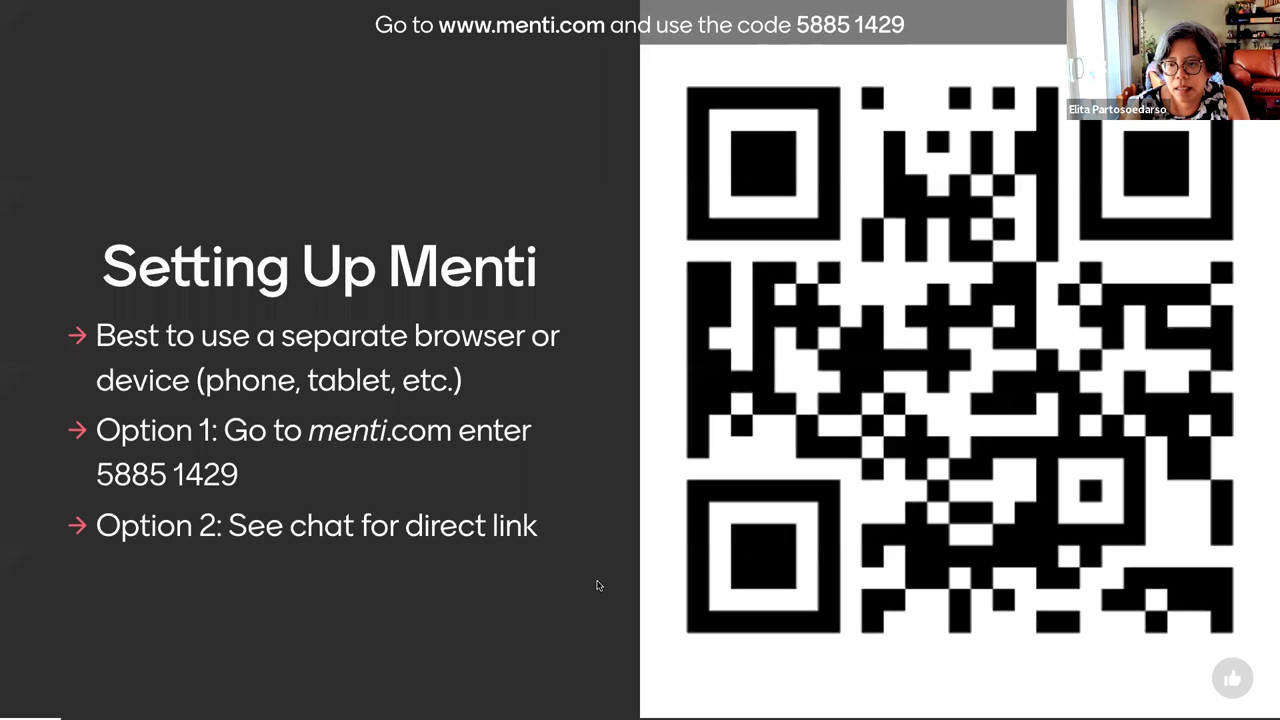 Go to www.menti.com and use the code 5885 1429
Elita Partosoedarso
Setting Up Menti
→ Best to use a separate browser or
device (phone, tablet, etc.)
→ Option 1: Go to menti.com enter
5885 1429
→ Option 2: See chat for direct link